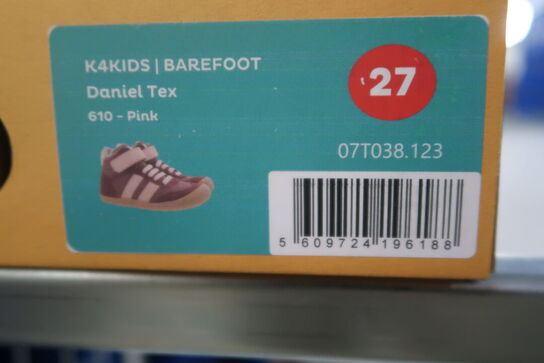 K4KIDS | BAREFOOT
Daniel Tex
610 - Pink
27
07T038.123
5 609724 196188